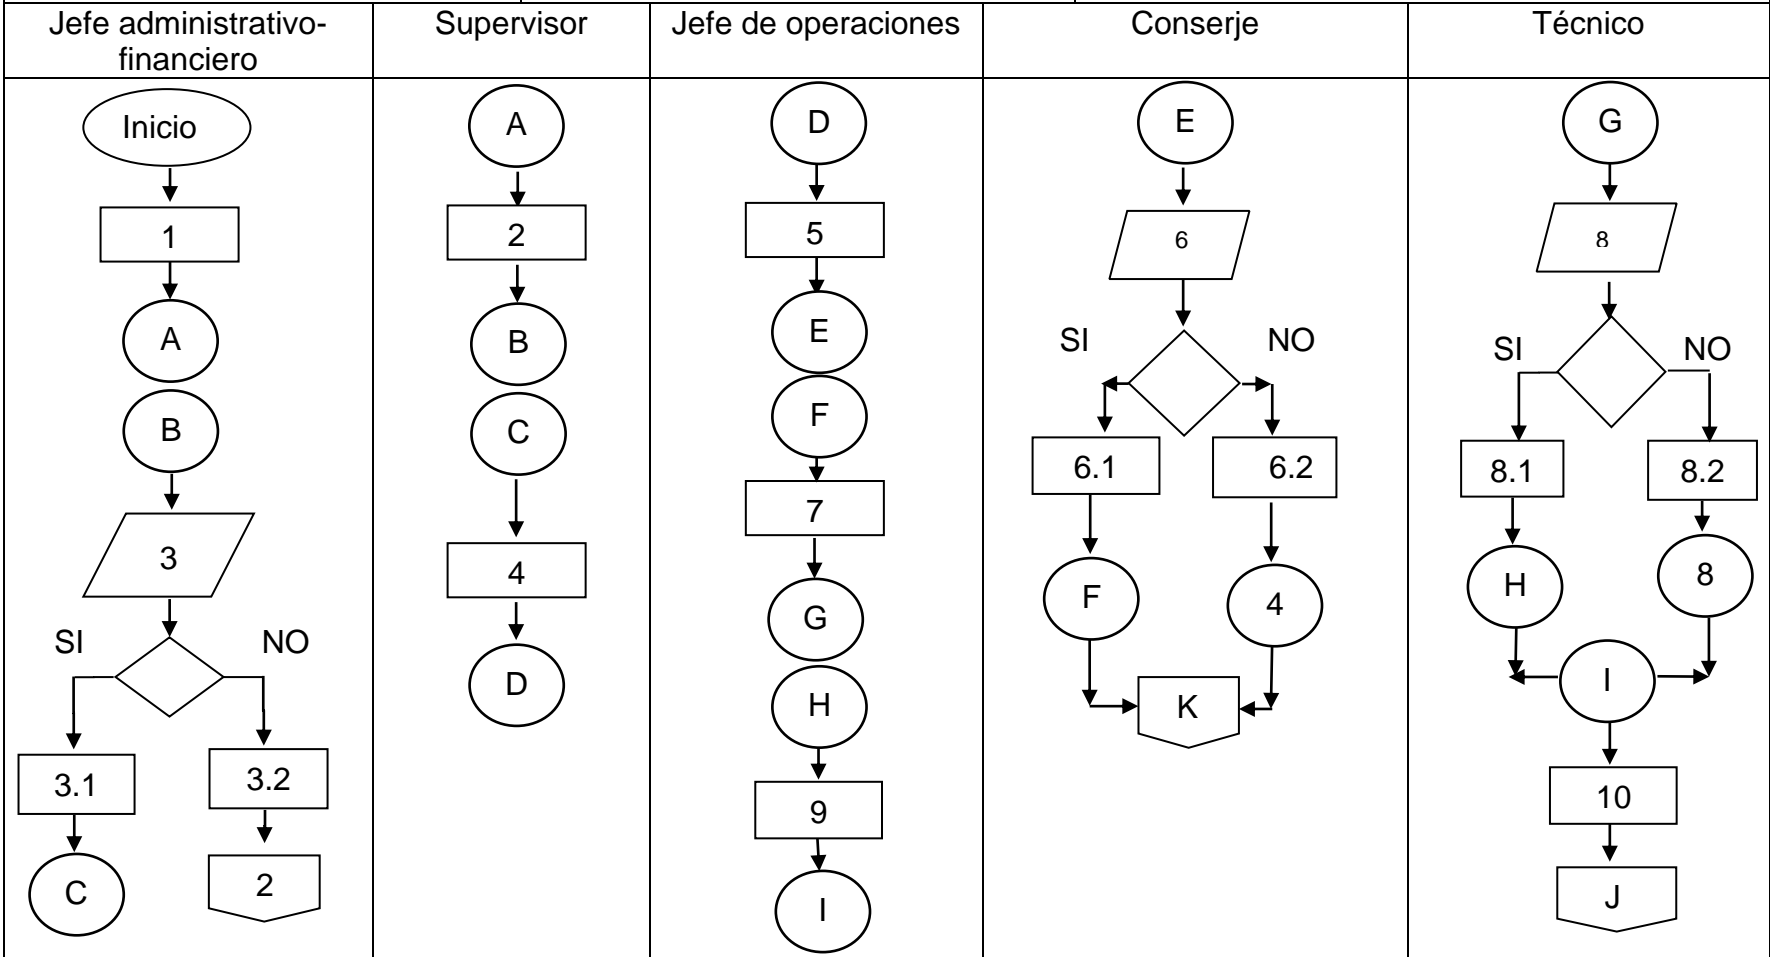 Jefe administrativo-
financiero
Supervisor
Jefe de operaciones
Conserje
Técnico
Inicio
1
A
B
3
SI
NO
3.1
3.2
C
2
A
2
B
C
4
D
D
5
E
F
7
G
H
9
I
E
6
SI
NO
6.1
6.2
F
4
K
G
8
SI
NO
8.1
8.2
H
8
I
10
J